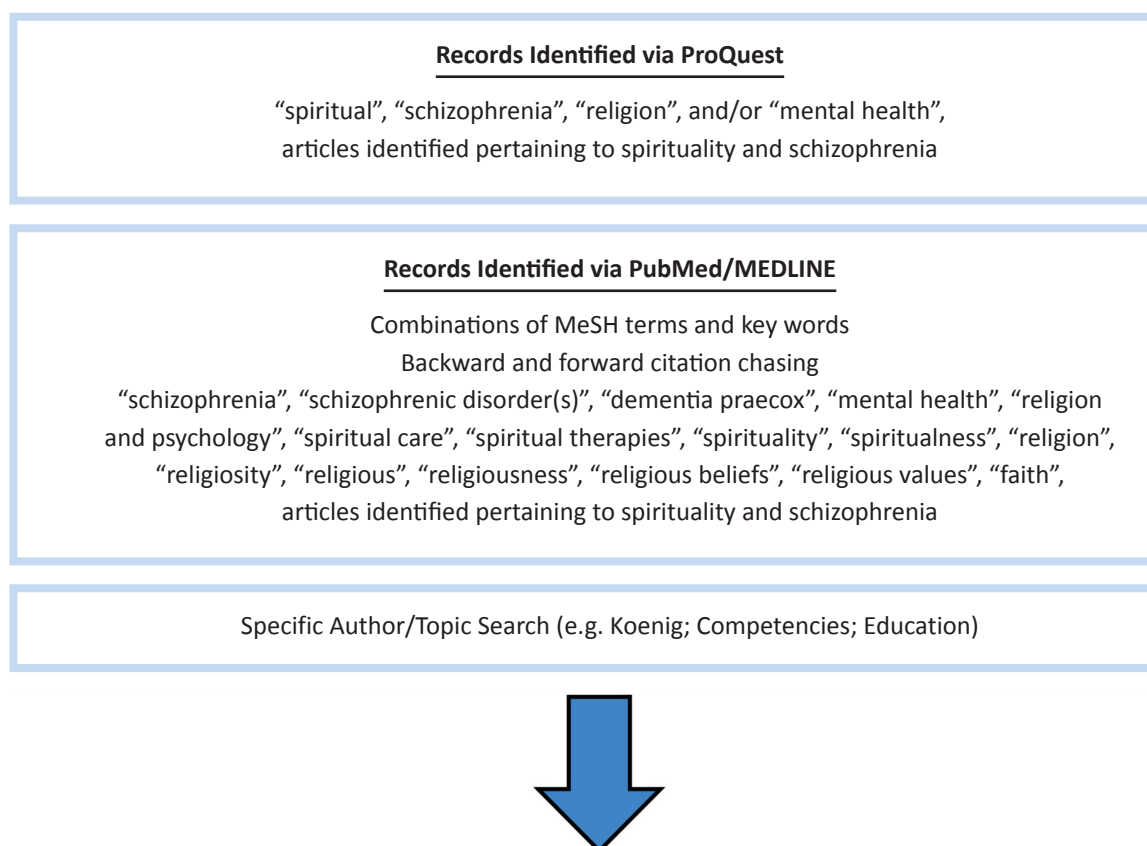 Records Identified via ProQuest
“spiritual”, “schizophrenia”, “religion”, and/or “mental health”,
articles identified pertaining to spirituality and schizophrenia
Records Identified via PubMed/MEDLINE
Combinations of MeSH terms and key words
Backward and forward citation chasing
“schizophrenia”, “schizophrenic disorder(s)”, “dementia praecox”, “mental health”, “religion
and psychology”, “spiritual care”, “spiritual therapies”, “spirituality”, “spiritualness”, “religion”,
“religiosity”, “religious”, “religiousness”, “religious beliefs”, “religious values”, “faith”,
articles identified pertaining to spirituality and schizophrenia
Specific Author/Topic Search (e.g. Koenig; Competencies; Education)